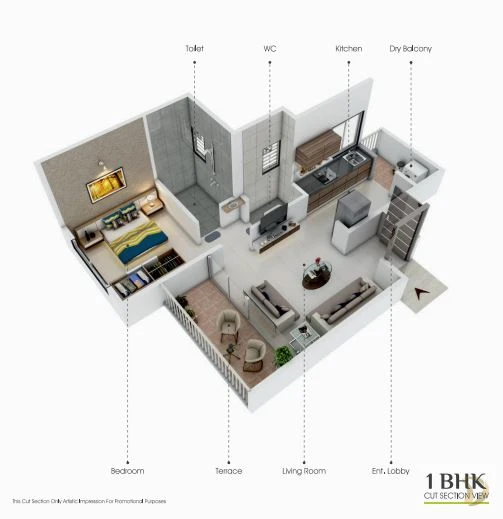 Toilet
WC
Kitchen
Dry Balcony
Bedroom
Terrace
Living Room
Ent. Lobby
1 BHK
CUT SECTION VIEW
This Cut Section Only Artistic Impression For Promotional Purposes